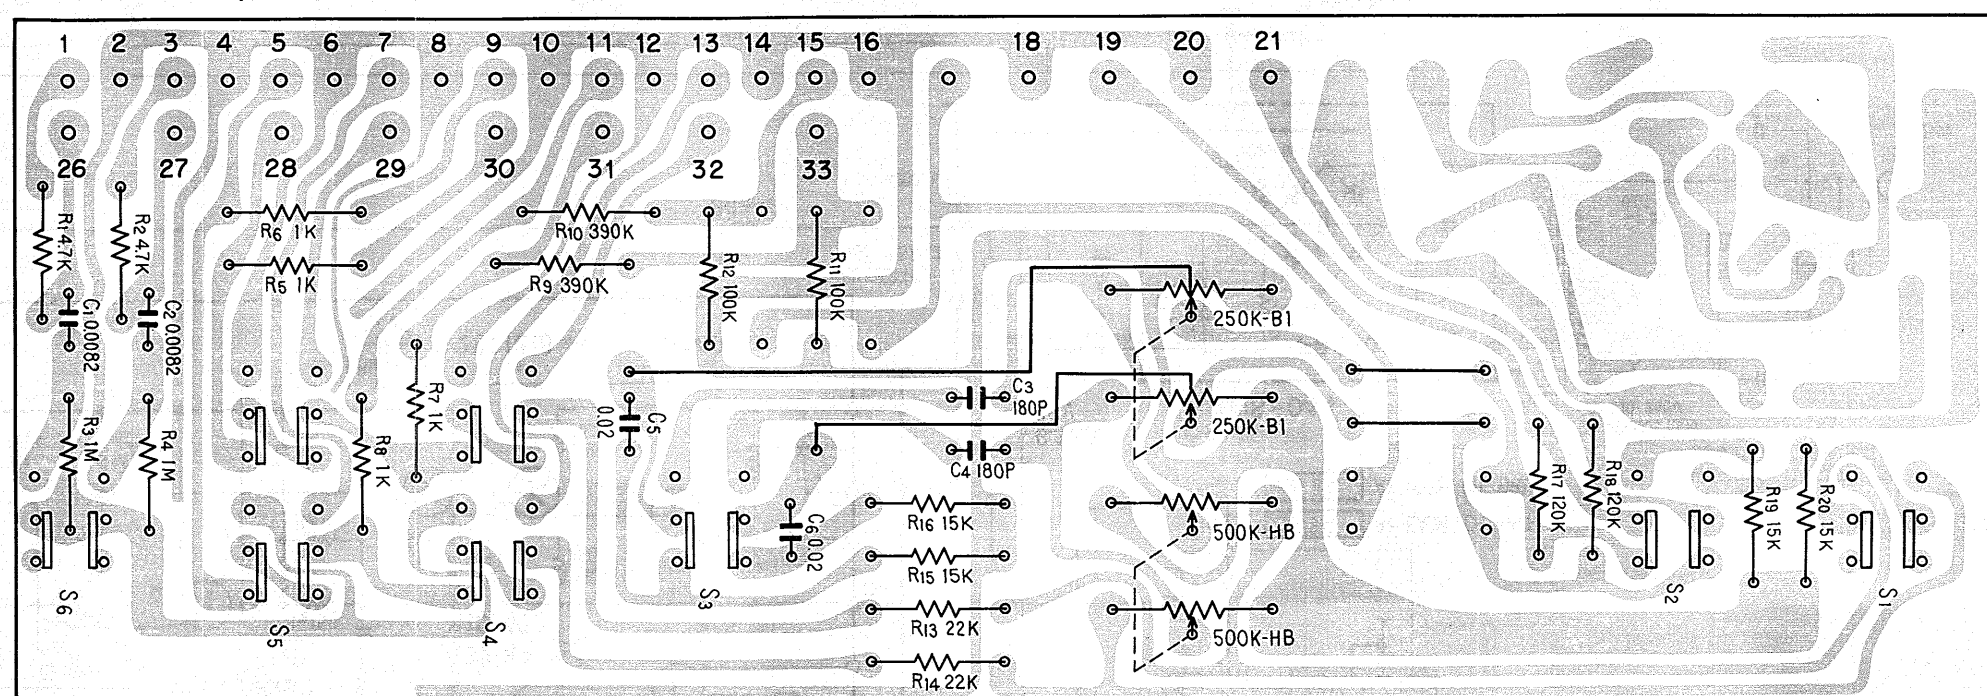 1 2 3 4 5 6 7 8 9 10 11 12 13 14 15 16 18 19 20 21
26 27 28 29 30 31 32 33
R1 4.7K
R2 4.7K
R6 1K
R5 1K
R10 390K
R9 390K
R12 100K
R11 100K
C1 0.0082
C2 0.0082
250K-B1
R3 1M
R4 1M
R8 1K
R7 1K
C5 0.02
C3 180P
C4 180P
250K-B1
R17 120K
R18 120K
R19 15K
R20 15K
C6 0.02
R16 15K
500K-HB
R15 15K
R13 22K
500K-HB
R14 22K
S6
S5
S4
S3
S2
S1